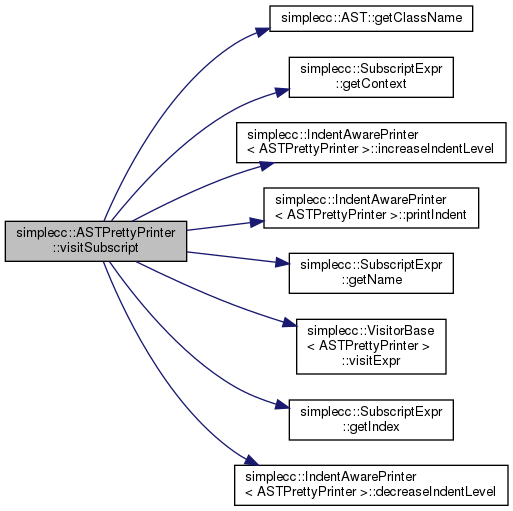 simplecc::AST::getClassName
simplecc::SubscriptExpr
::getContext
simplecc::IndentAwarePrinter
< ASTPrettyPrinter >::increaseIndentLevel
simplecc::IndentAwarePrinter
< ASTPrettyPrinter >::printIndent
simplecc::ASTPrettyPrinter
::visitSubscript
simplecc::SubscriptExpr
::getName
simplecc::VisitorBase
< ASTPrettyPrinter >
::visitExpr
simplecc::SubscriptExpr
::getIndex
simplecc::IndentAwarePrinter
< ASTPrettyPrinter >::decreaseIndentLevel